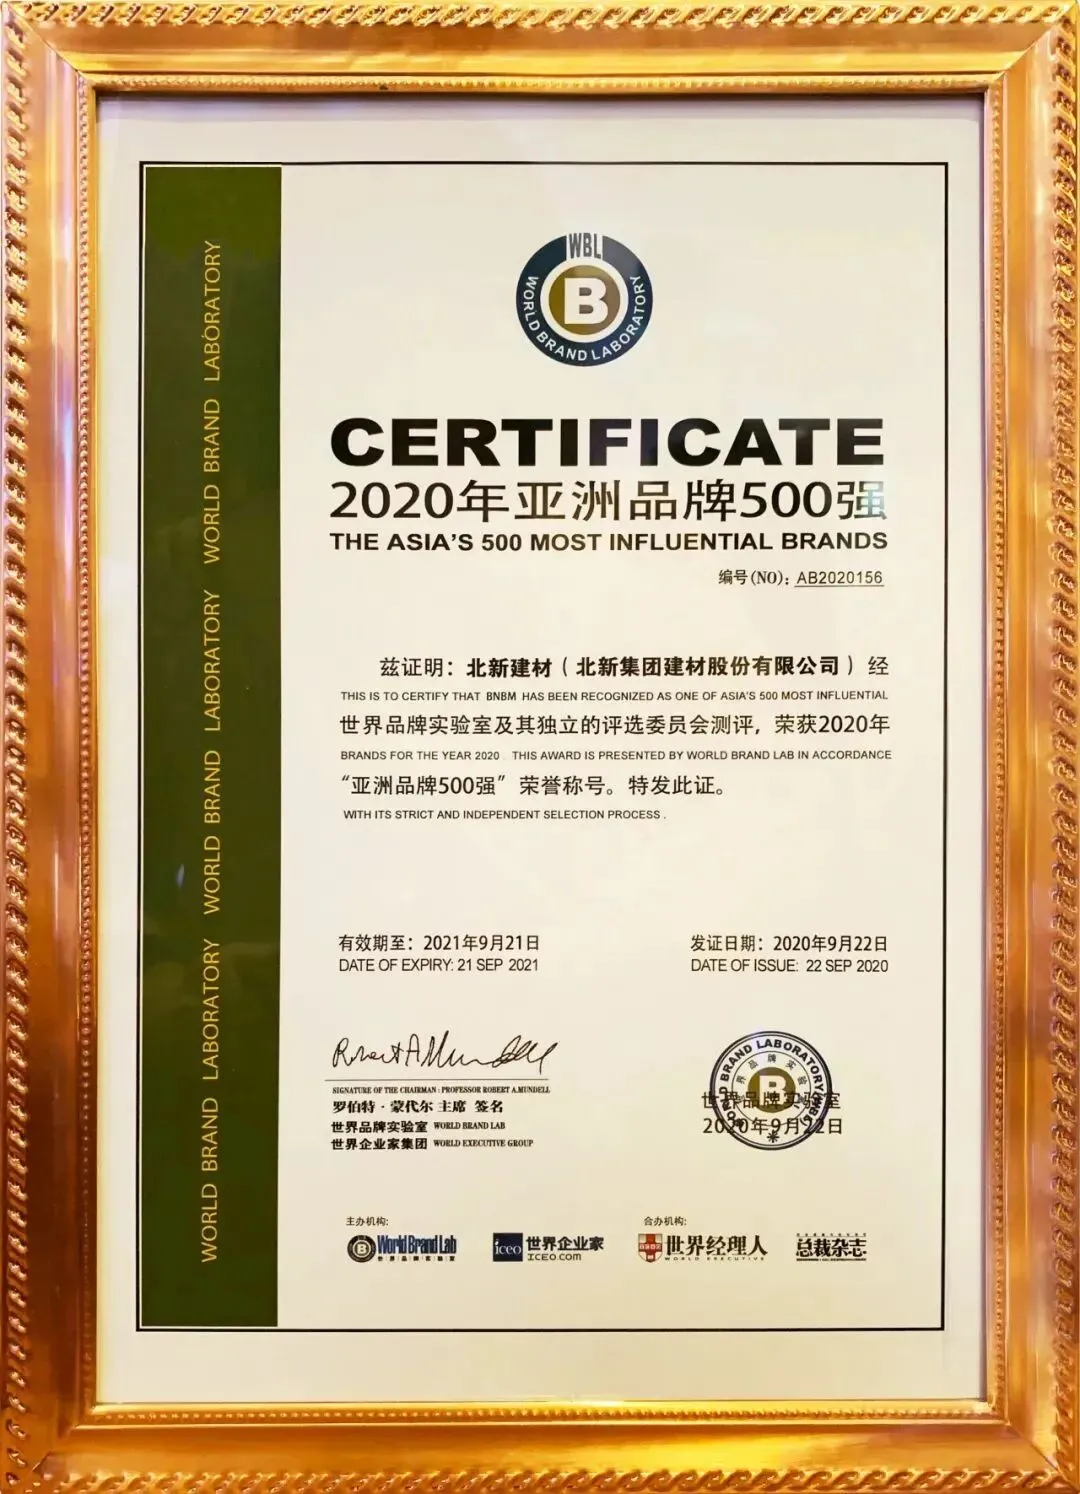 WORLD BRAND LABORATORY WORLD BRAND LABORATORY WORLD BRAND LABORATORY
WBL
B
WORLD BRAND LABORATORY
CERTIFICATE
2020年亚洲品牌500强
THE ASIA'S 500 MOST INFLUENTIAL BRANDS
编号(NO)：AB2020156
兹证明：北新建材（北新集团建材股份有限公司）经
THIS IS TO CERTIFY THAT BNBM HAS BEEN RECOGNIZED AS ONE OF ASIA'S 500 MOST INFLUENTIAL
世界品牌实验室及其独立的评选委员会测评，荣获2020年
BRANDS FOR THE YEAR 2020 . THIS AWARD IS PRESENTED BY WORLD BRAND LAB IN ACCORDANCE
“亚洲品牌500强”荣誉称号。特发此证。
WITH ITS STRICT AND INDEPENDENT SELECTION PROCESS .
有效期至：2021年9月21日
DATE OF EXPIRY: 21 SEP 2021
发证日期：2020年9月22日
DATE OF ISSUE: 22 SEP 2020
Robert A Mundell
SIGNATURE OF THE CHAIRMAN : PROFESSOR ROBERT A.MUNDELL
罗伯特·蒙代尔 主席 签名
世界品牌实验室 WORLD BRAND LAB
世界企业家集团 WORLD EXECUTIVE GROUP
WORLD BRAND LABORATORY
B
世界品牌实验室
2020年9月22日
主办机构:
B World Brand Lab
世界品牌实验室
iceo 世界企业家
ICEO.COM
合办机构:
世界经理人
WORLD EXECUTIVE
总裁杂志